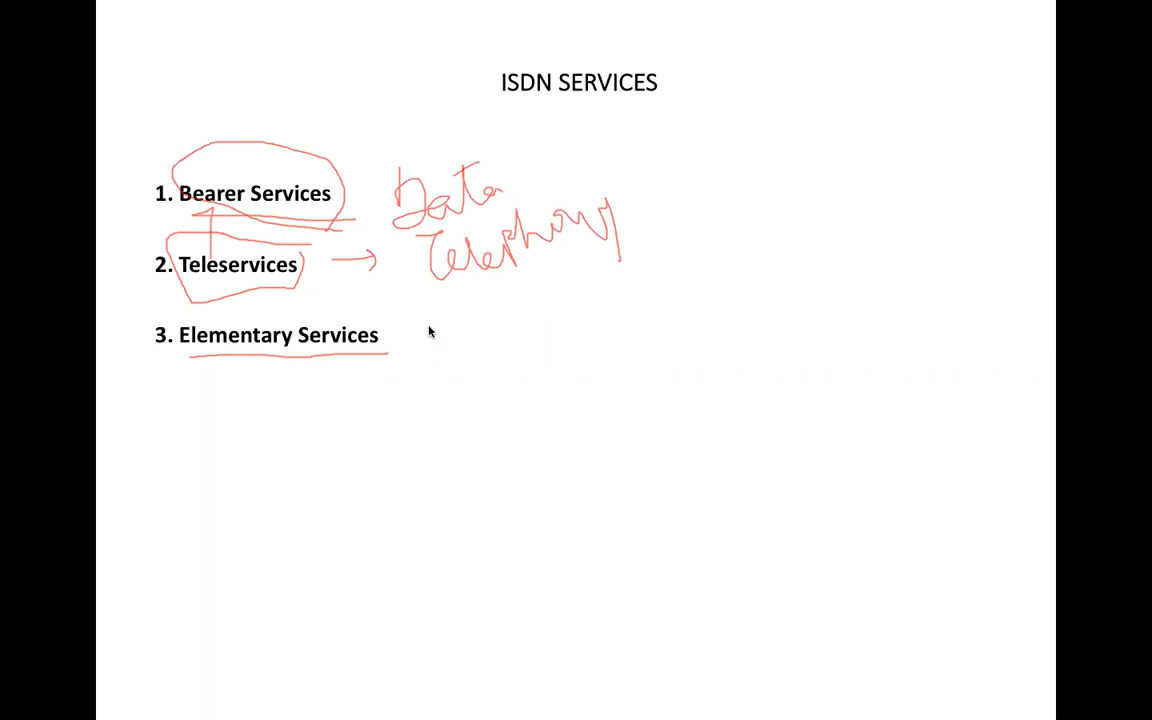 ISDN SERVICES
1. Bearer Services
Data
2. Teleservices → Telephony
3. Elementary Services